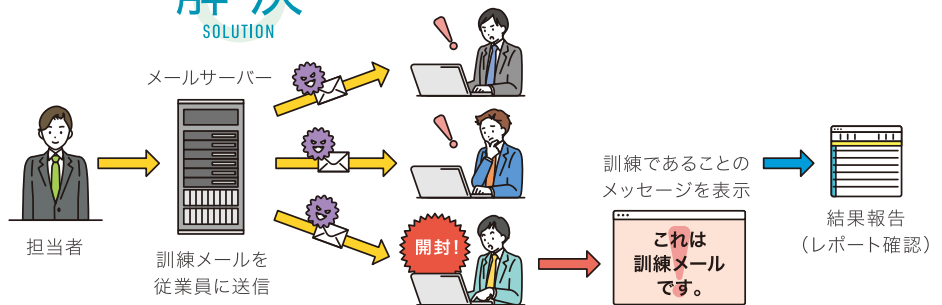 解決
SOLUTION
メールサーバー
担当者
訓練メールを
従業員に送信
開封!
訓練であることの
メッセージを表示
これは
訓練メール
です。
結果報告
（レポート確認）